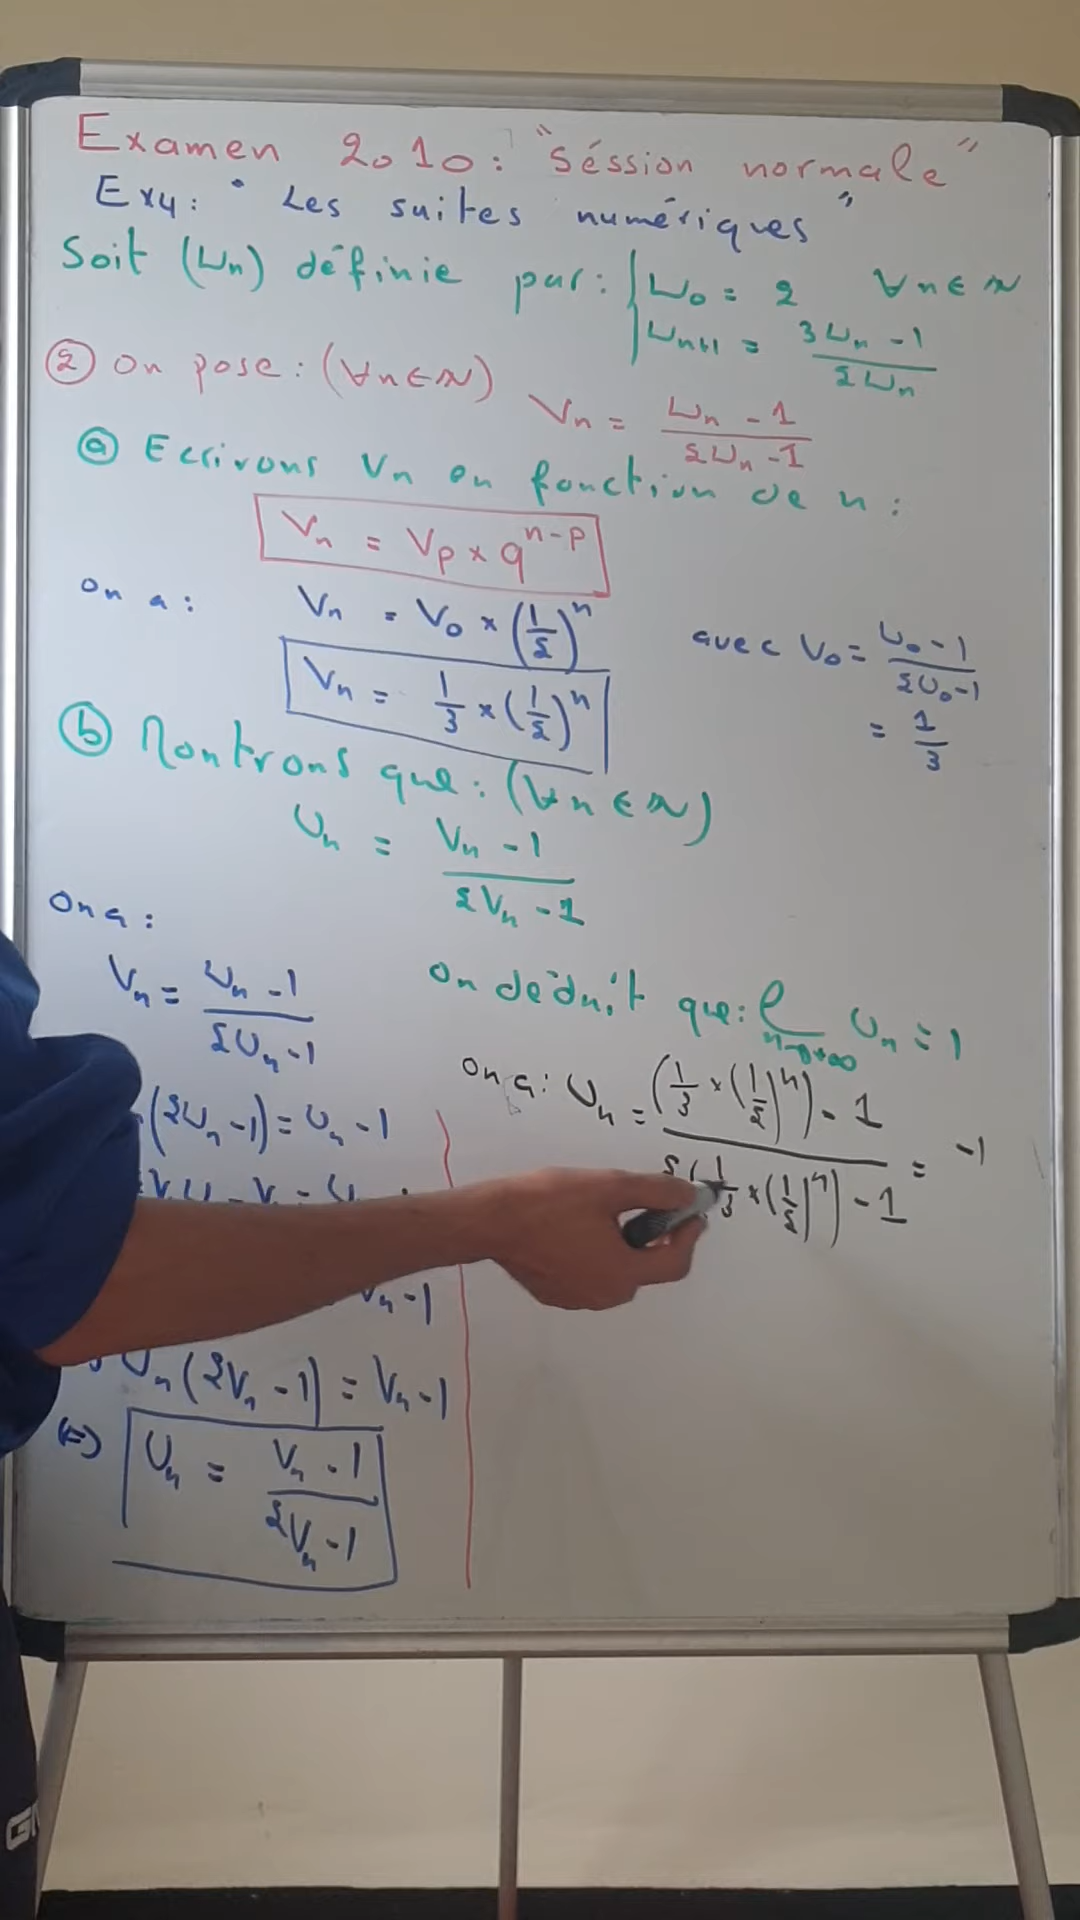 Examen 2010: "Séssion normale"
Ex4: "Les suites numériques"
Soit (Un) définie par: { U0 = 2 ∀n∈ℕ
Un+1 = (3Un - 1)/(2Un)
② On pose: (∀n∈ℕ) Vn = (Un - 1)/(2Un - 1)
ⓐ Ecrivons Vn en fonction de n:
Vn = Vp × q^(n-p)
On a: Vn = V0 × (1/2)^n avec V0 = (U0 - 1)/(2U0 - 1)
Vn = 1/3 × (1/2)^n = 1/3
ⓑ Montrons que: (∀n∈ℕ)
Un = (Vn - 1)/(2Vn - 1)
On a:
Vn = (Un - 1)/(2Un - 1)
On déduit que: lim n→+∞ Un = 1
On a: Un = ((1/3 × (1/2)^n) - 1)/(2(1/3 × (1/2)^n) - 1) = -1
(2Un - 1) = Un - 1
Vn - 1
Un(2Vn - 1) = Vn - 1
(=) Un = (Vn - 1)/(2Vn - 1)